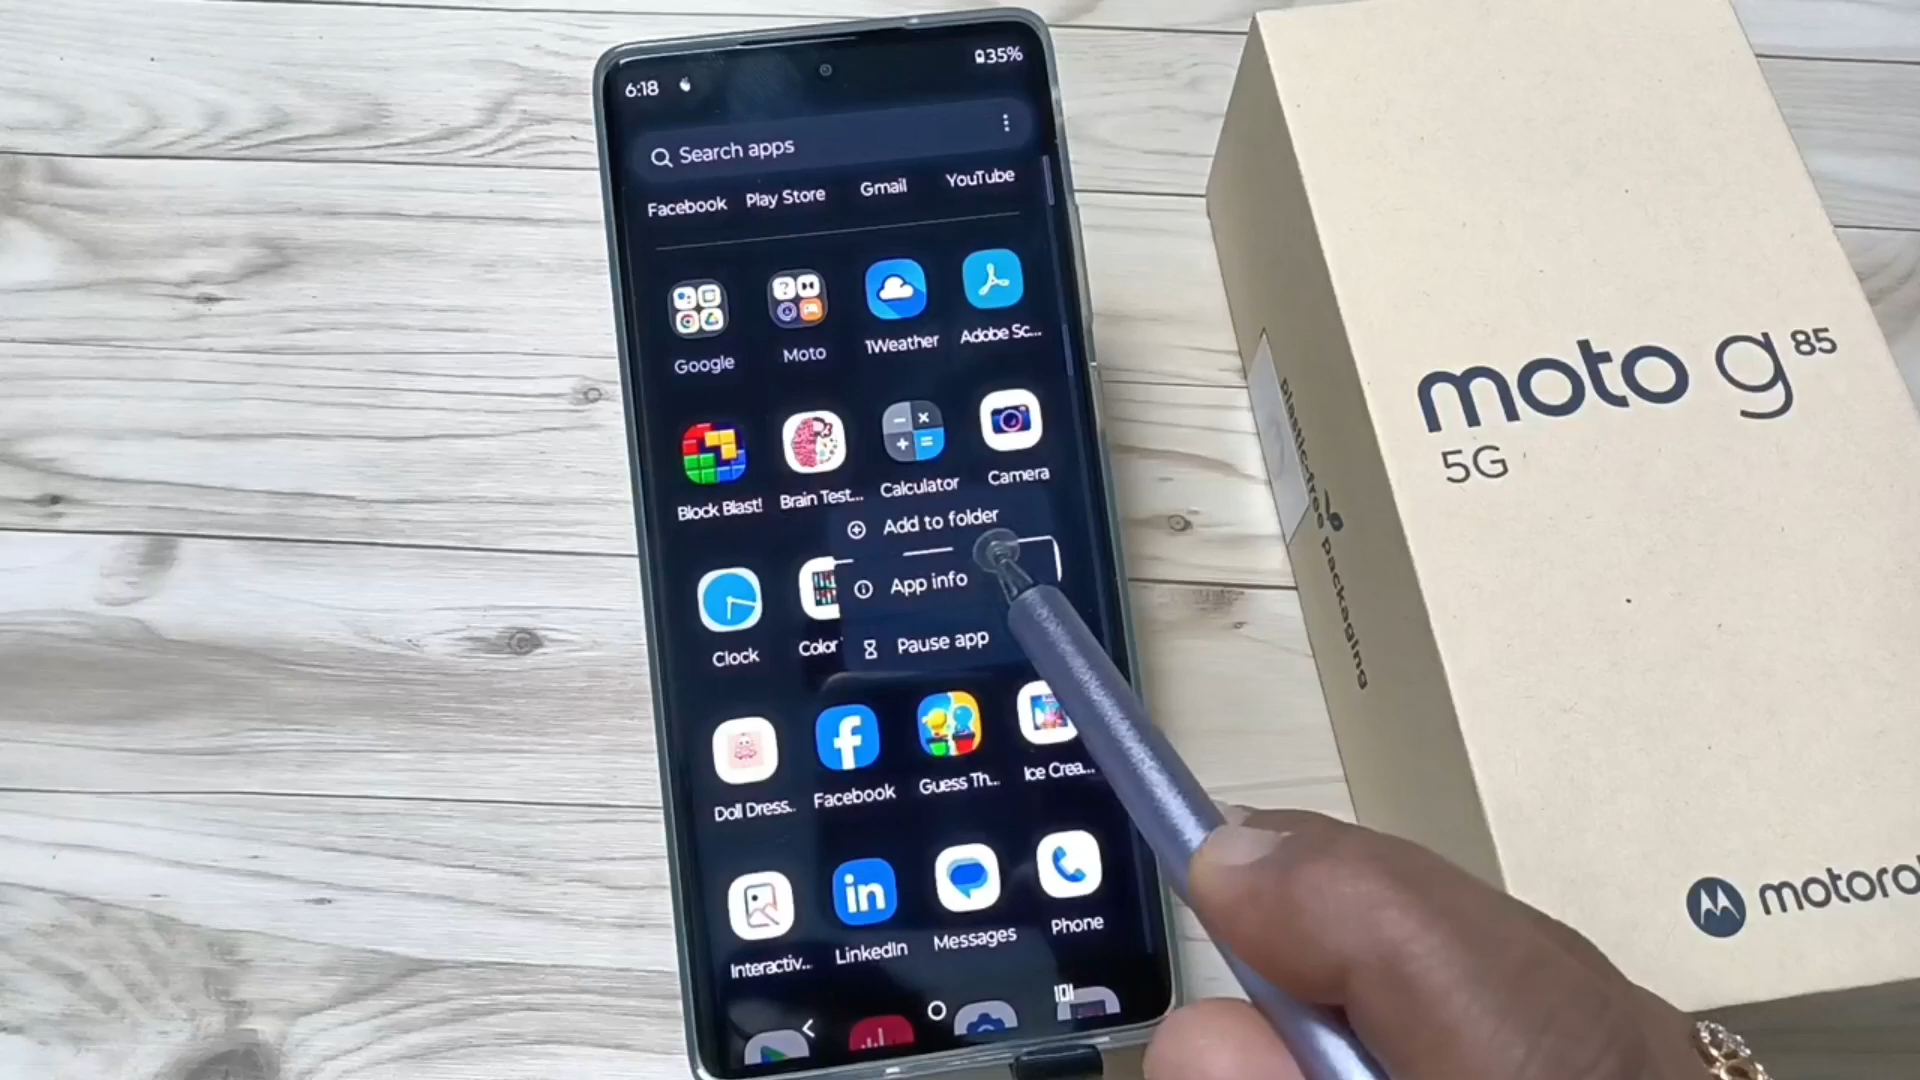 6:18
35%
Search apps
Facebook Play Store Gmail YouTube
Google Moto 1Weather Adobe Sc...
Block Blast! Brain Test... Calculator Camera
Add to folder
App info
Pause app
Clock Color
Doll Dress.. Facebook Guess Th... Ice Crea...
Interactiv... LinkedIn Messages Phone
moto g85
5G
plastic-free packaging
motorol